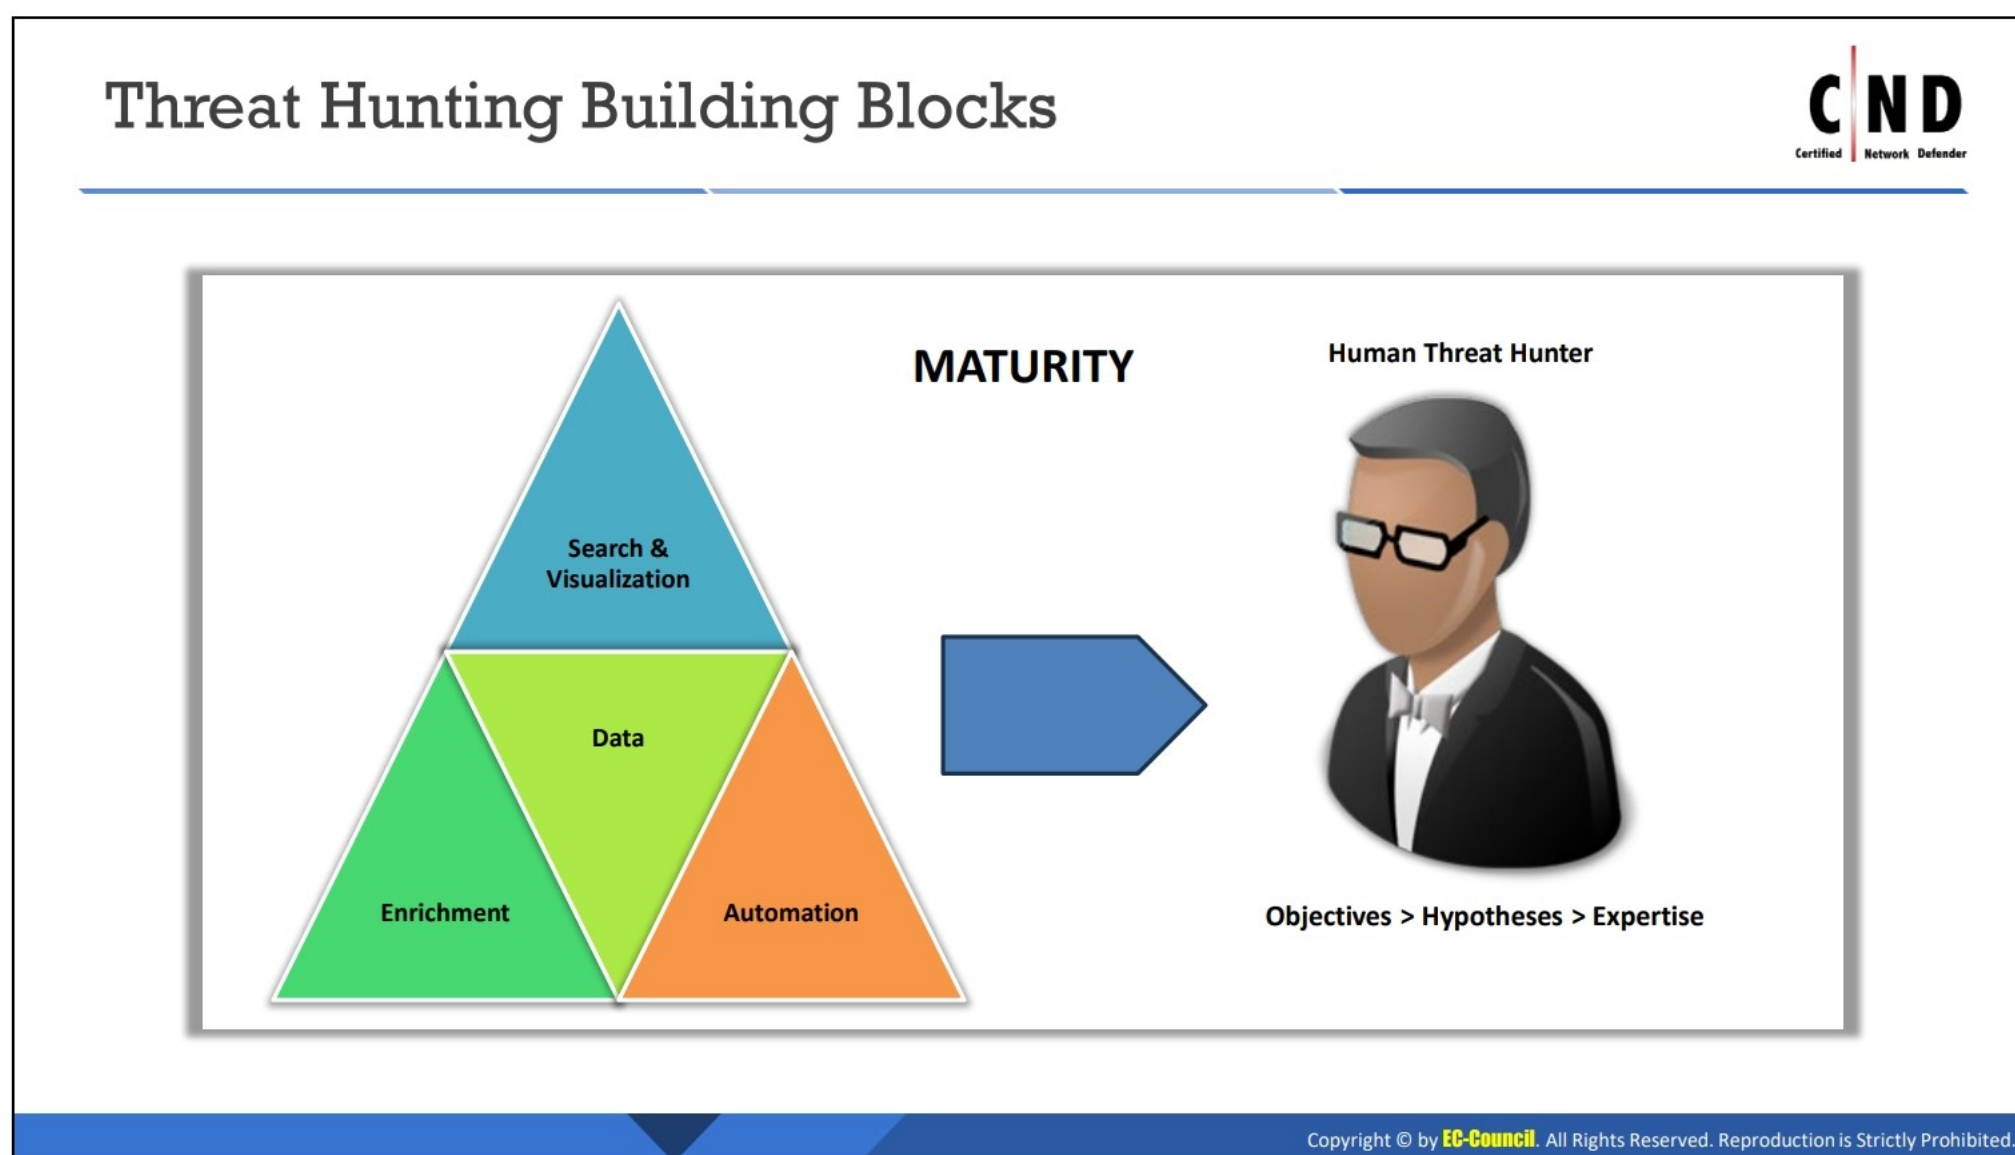 Threat Hunting Building Blocks
C N D
Certified Network Defender
MATURITY
Human Threat Hunter
Search &
Visualization
Data
Enrichment
Automation
Objectives > Hypotheses > Expertise
Copyright © by EC-Council. All Rights Reserved. Reproduction is Strictly Prohibited.